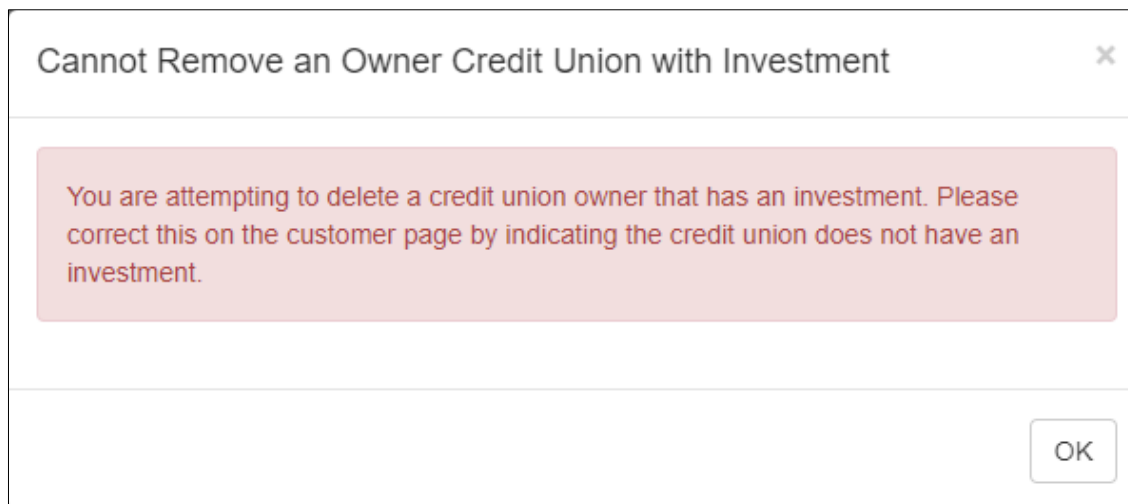 Cannot Remove an Owner Credit Union with Investment
×
You are attempting to delete a credit union owner that has an investment. Please
correct this on the customer page by indicating the credit union does not have an
investment.
OK